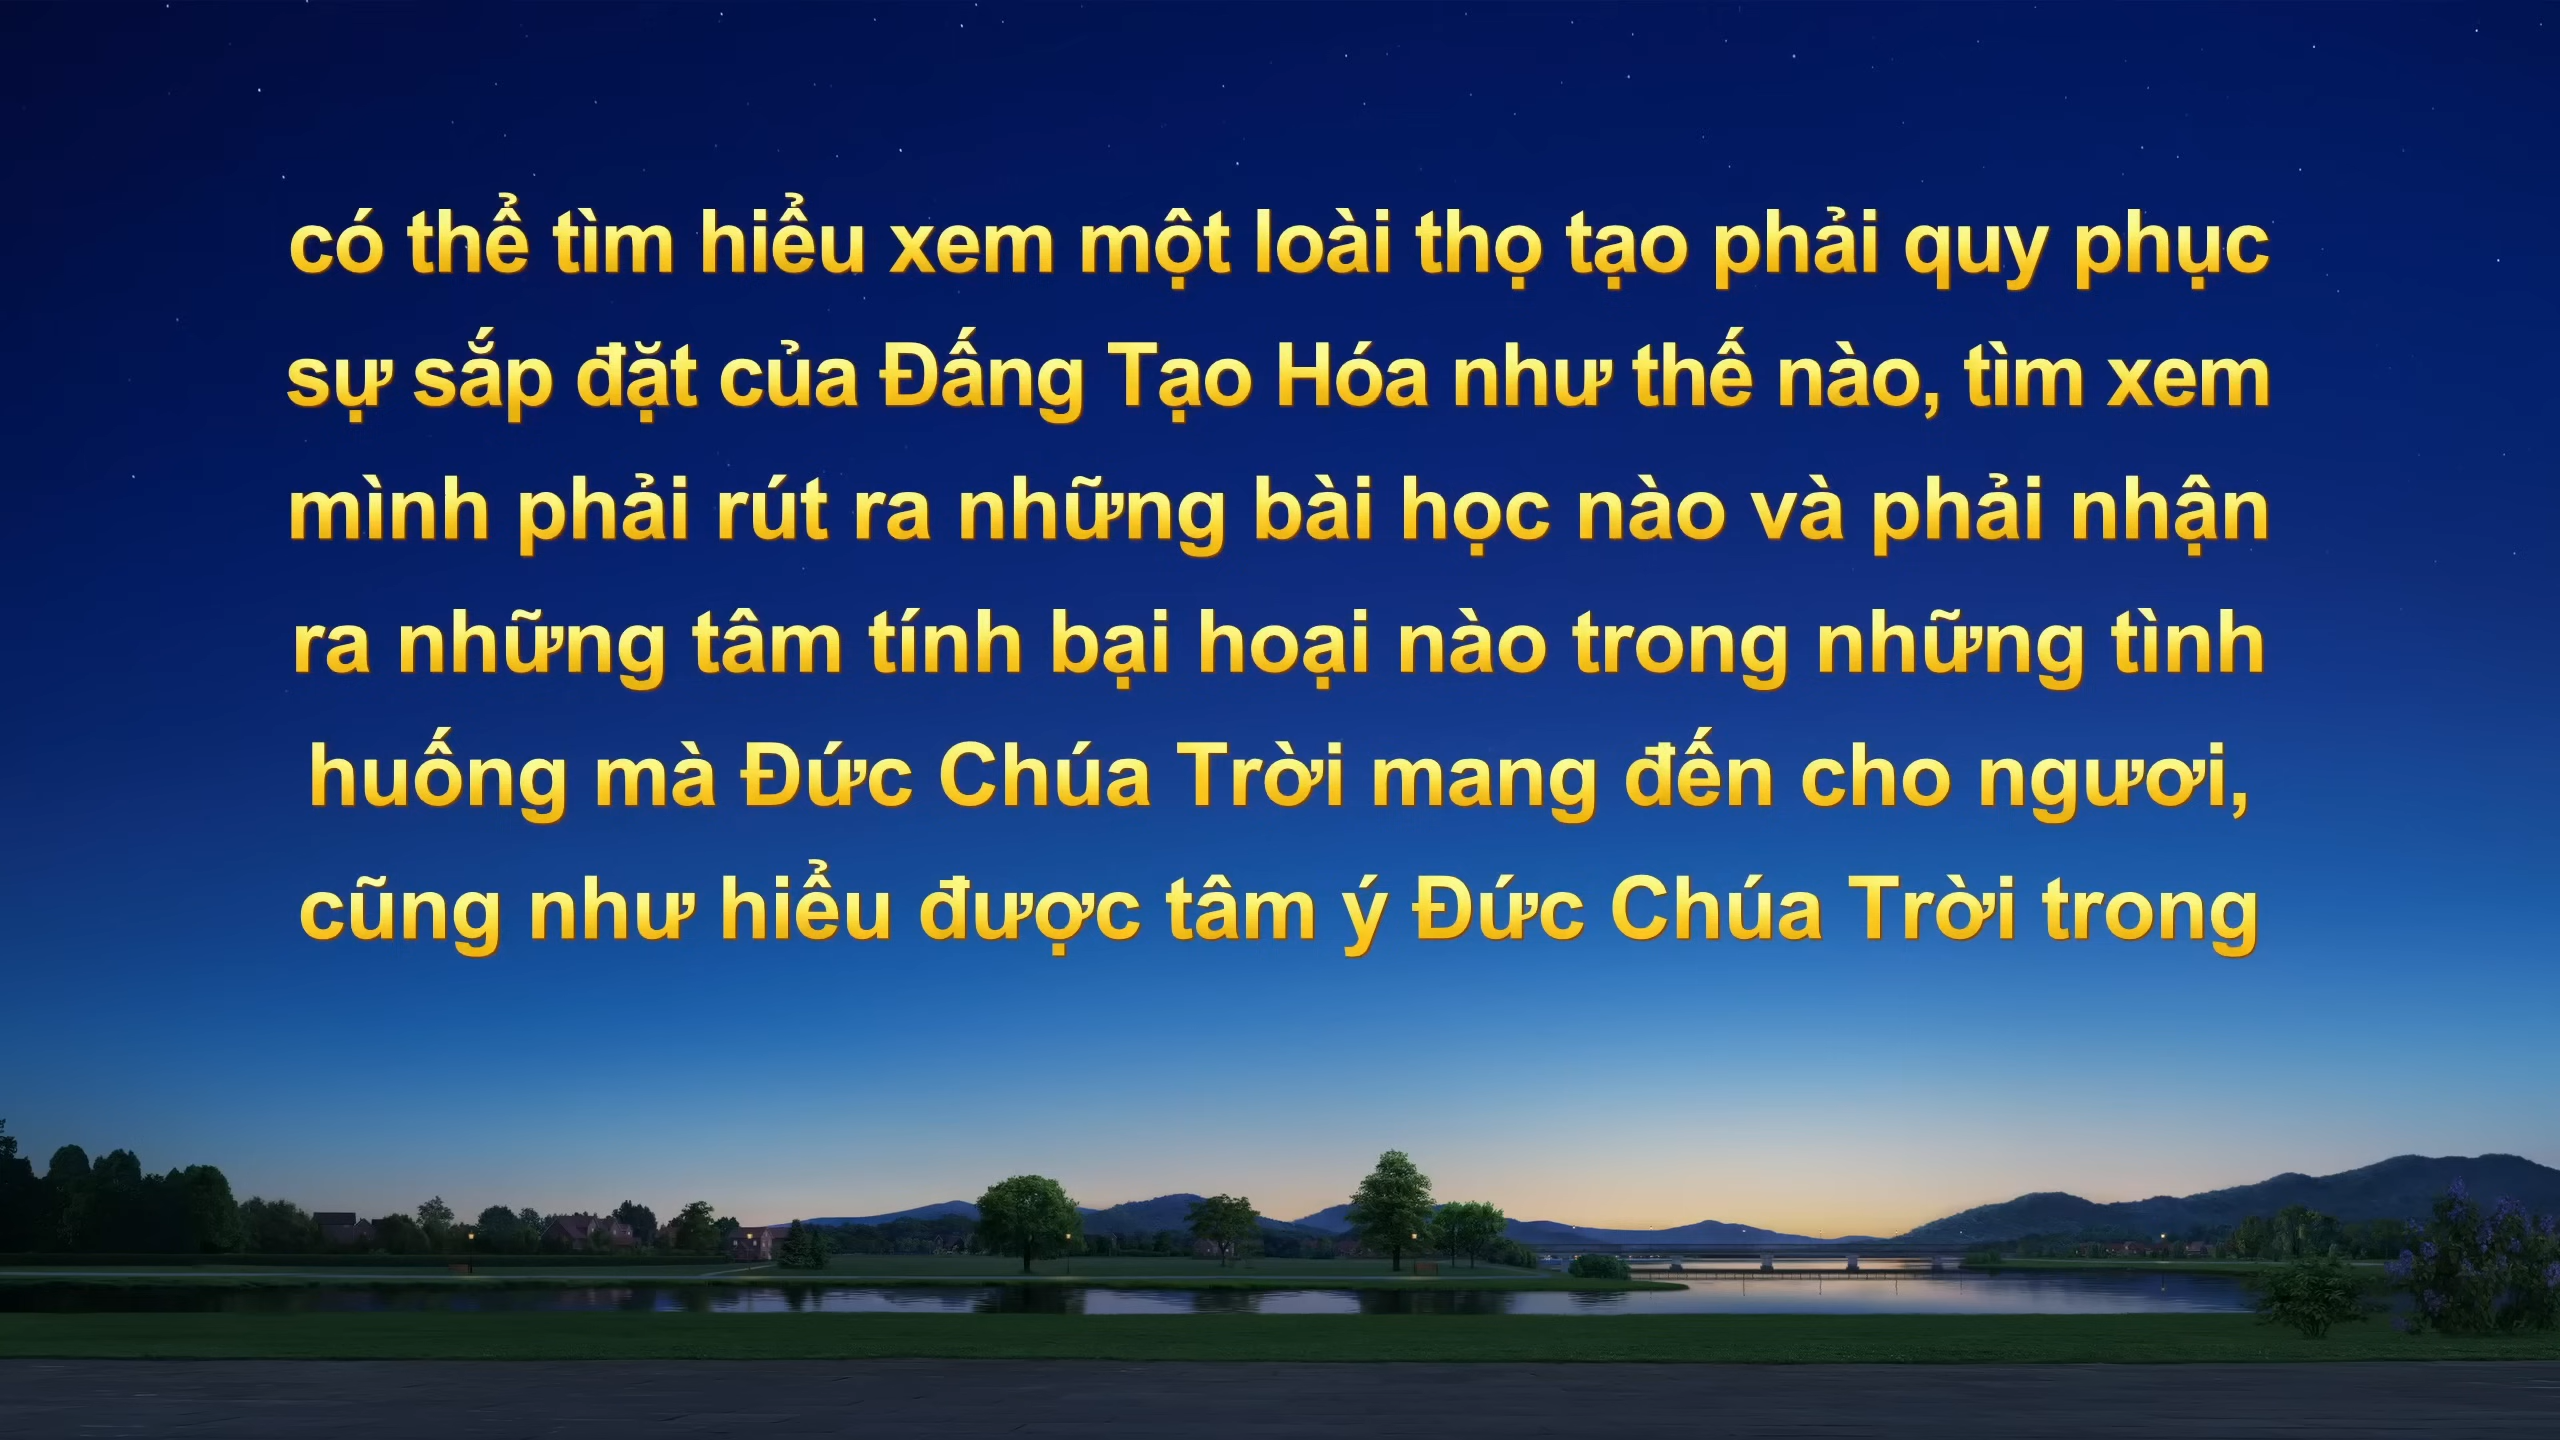 có thể tìm hiểu xem một loài thọ tạo phải quy phục
sự sắp đặt của Đấng Tạo Hóa như thế nào, tìm xem
mình phải rút ra những bài học nào và phải nhận
ra những tâm tính bại hoại nào trong những tình
huống mà Đức Chúa Trời mang đến cho ngươi,
cũng như hiểu được tâm ý Đức Chúa Trời trong